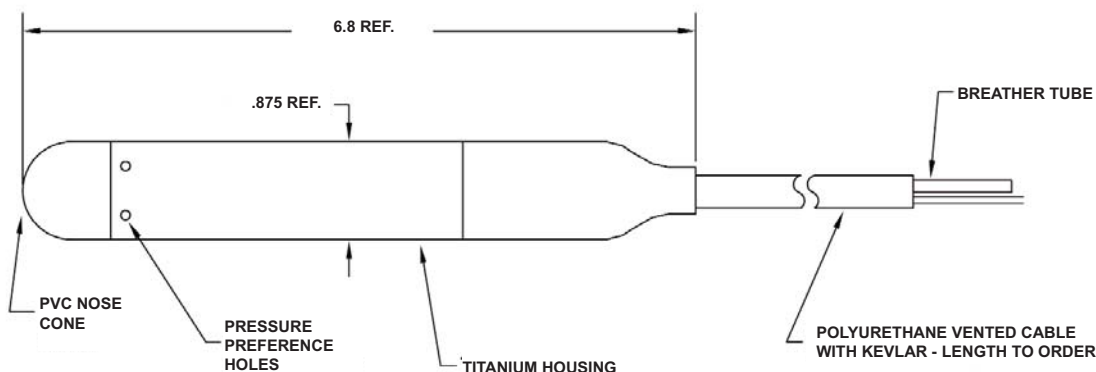 6.8 REF.
.875 REF.
BREATHER TUBE
PVC NOSE
CONE
PRESSURE
PREFERENCE
HOLES
TITANIUM HOUSING
POLYURETHANE VENTED CABLE
WITH KEVLAR - LENGTH TO ORDER